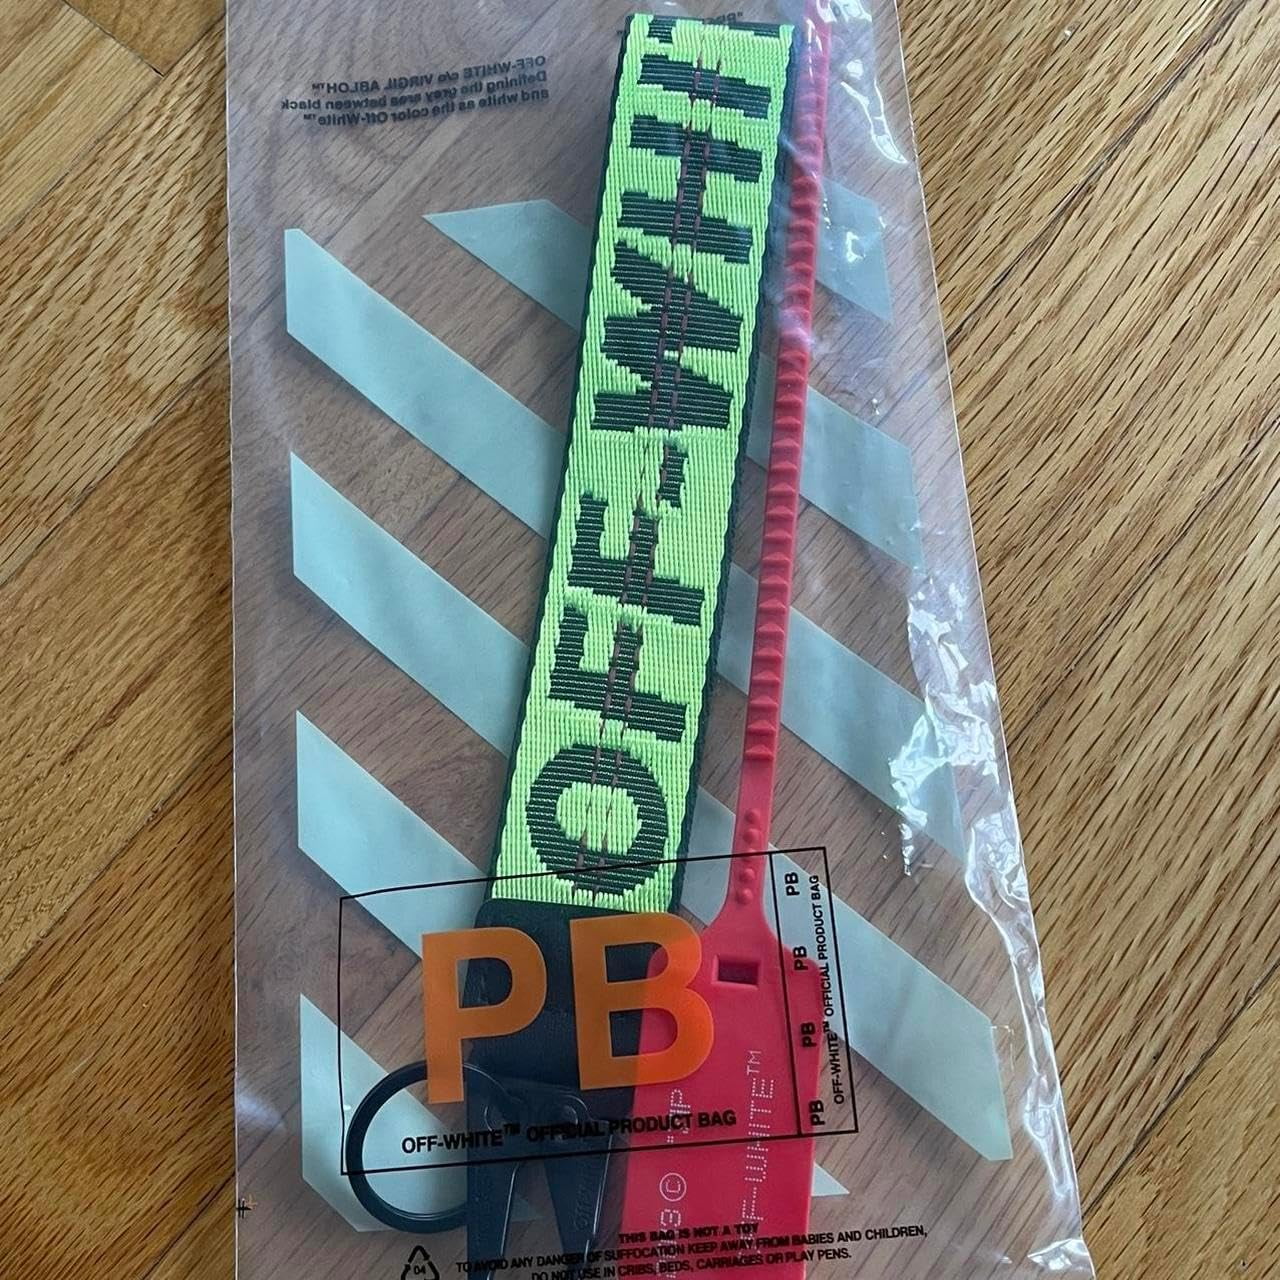 OFF-WHITE c/o VIRGIL ABLOH™
Defining the grey area between black
and white as the color Off-White™
OFF-WHIT
PB
OFF-WHITE™ OFFICIAL PRODUCT BAG
PB PB PB PB
OFF-WHITE™ OFFICIAL PRODUCT BAG
F-WHITE™
THIS BAG IS NOT A TOY
TO AVOID ANY DANGER OF SUFFOCATION KEEP AWAY FROM BABIES AND CHILDREN,
DO NOT USE IN CRIBS, BEDS, CARRIAGES OR PLAY PENS.
04